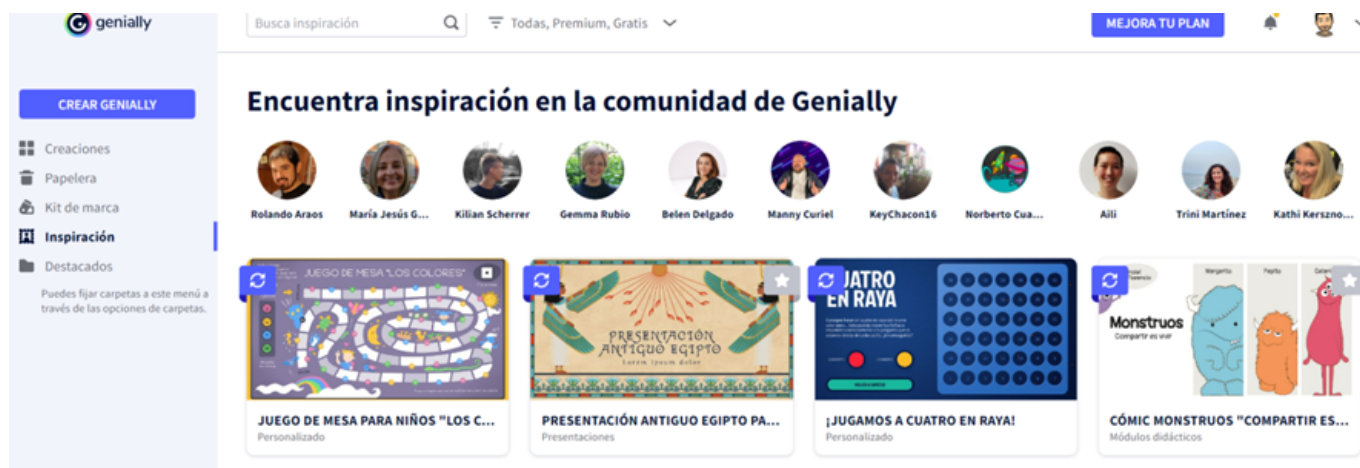 genially
Busca inspiración
Todas, Premium, Gratis
MEJORA TU PLAN
CREAR GENIALLY
Creaciones
Papelera
Kit de marca
Inspiración
Destacados
Puedes fijar carpetas a este menú a
través de las opciones de carpetas.
Encuentra inspiración en la comunidad de Genially
Rolando Araos
María Jesús G...
Kilian Scherrer
Gemma Rubio
Belen Delgado
Manny Curiel
KeyChacon16
Norberto Cua...
Aili
Trini Martínez
Kathi Kerszno...
JUEGO DE MESA "LOS COLORES"
JUEGO DE MESA PARA NIÑOS "LOS C...
Personalizado
PRESENTACIÓN
ANTIGUO EGIPTO
Lorem ipsum dolor
PRESENTACIÓN ANTIGUO EGIPTO PA...
Presentaciones
EN RAYA
¡JUGAMOS A CUATRO EN RAYA!
Personalizado
Margarito
Pepito
Monstruos
Compartir es vivir
CÓMIC MONSTRUOS "COMPARTIR ES...
Módulos didácticos